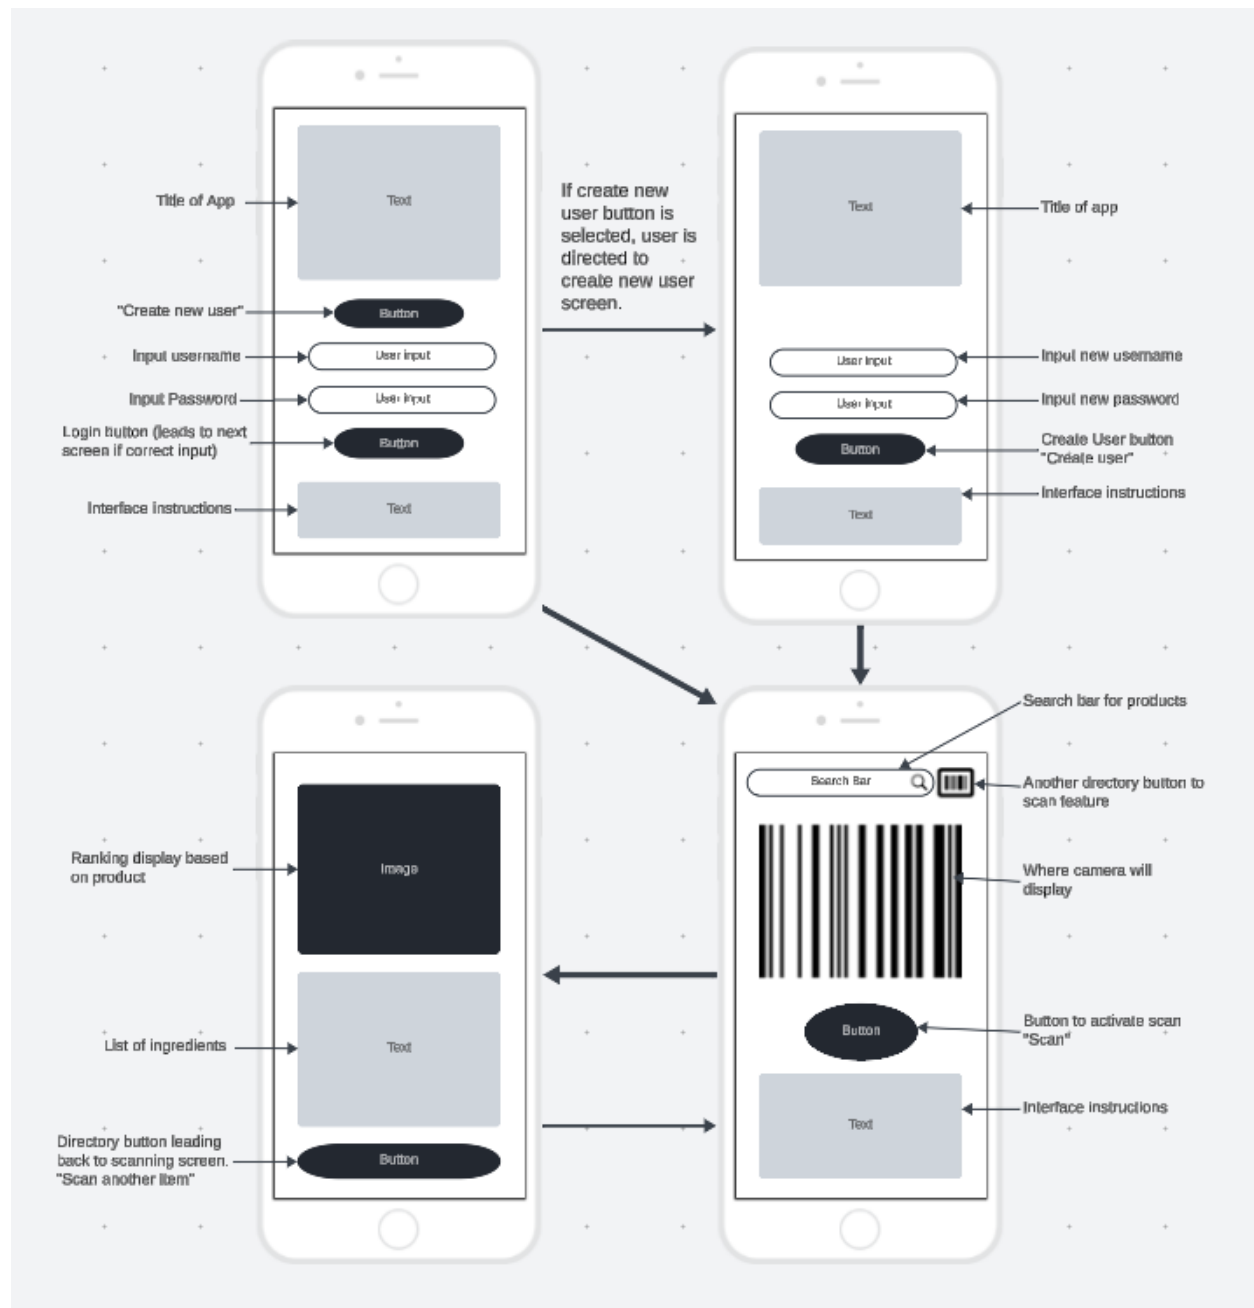 Title of App
Text
"Create new user"
Button
Input username
User input
Input Password
User input
Login button (leads to next
screen if correct input)
Button
Interface instructions
Text
If create new
user button is
selected, user is
directed to
create new user
screen.
Text
Title of app
User input
Input new username
User input
Input new password
Button
Create User button
"Create user"
Interface instructions
Text
Ranking display based
on product
Image
List of ingredients
Text
Directory button leading
back to scanning screen.
"Scan another item"
Button
Search bar for products
Search Bar
Another directory button to
scan feature
Where camera will
display
Button
Button to activate scan
"Scan"
Interface instructions
Text